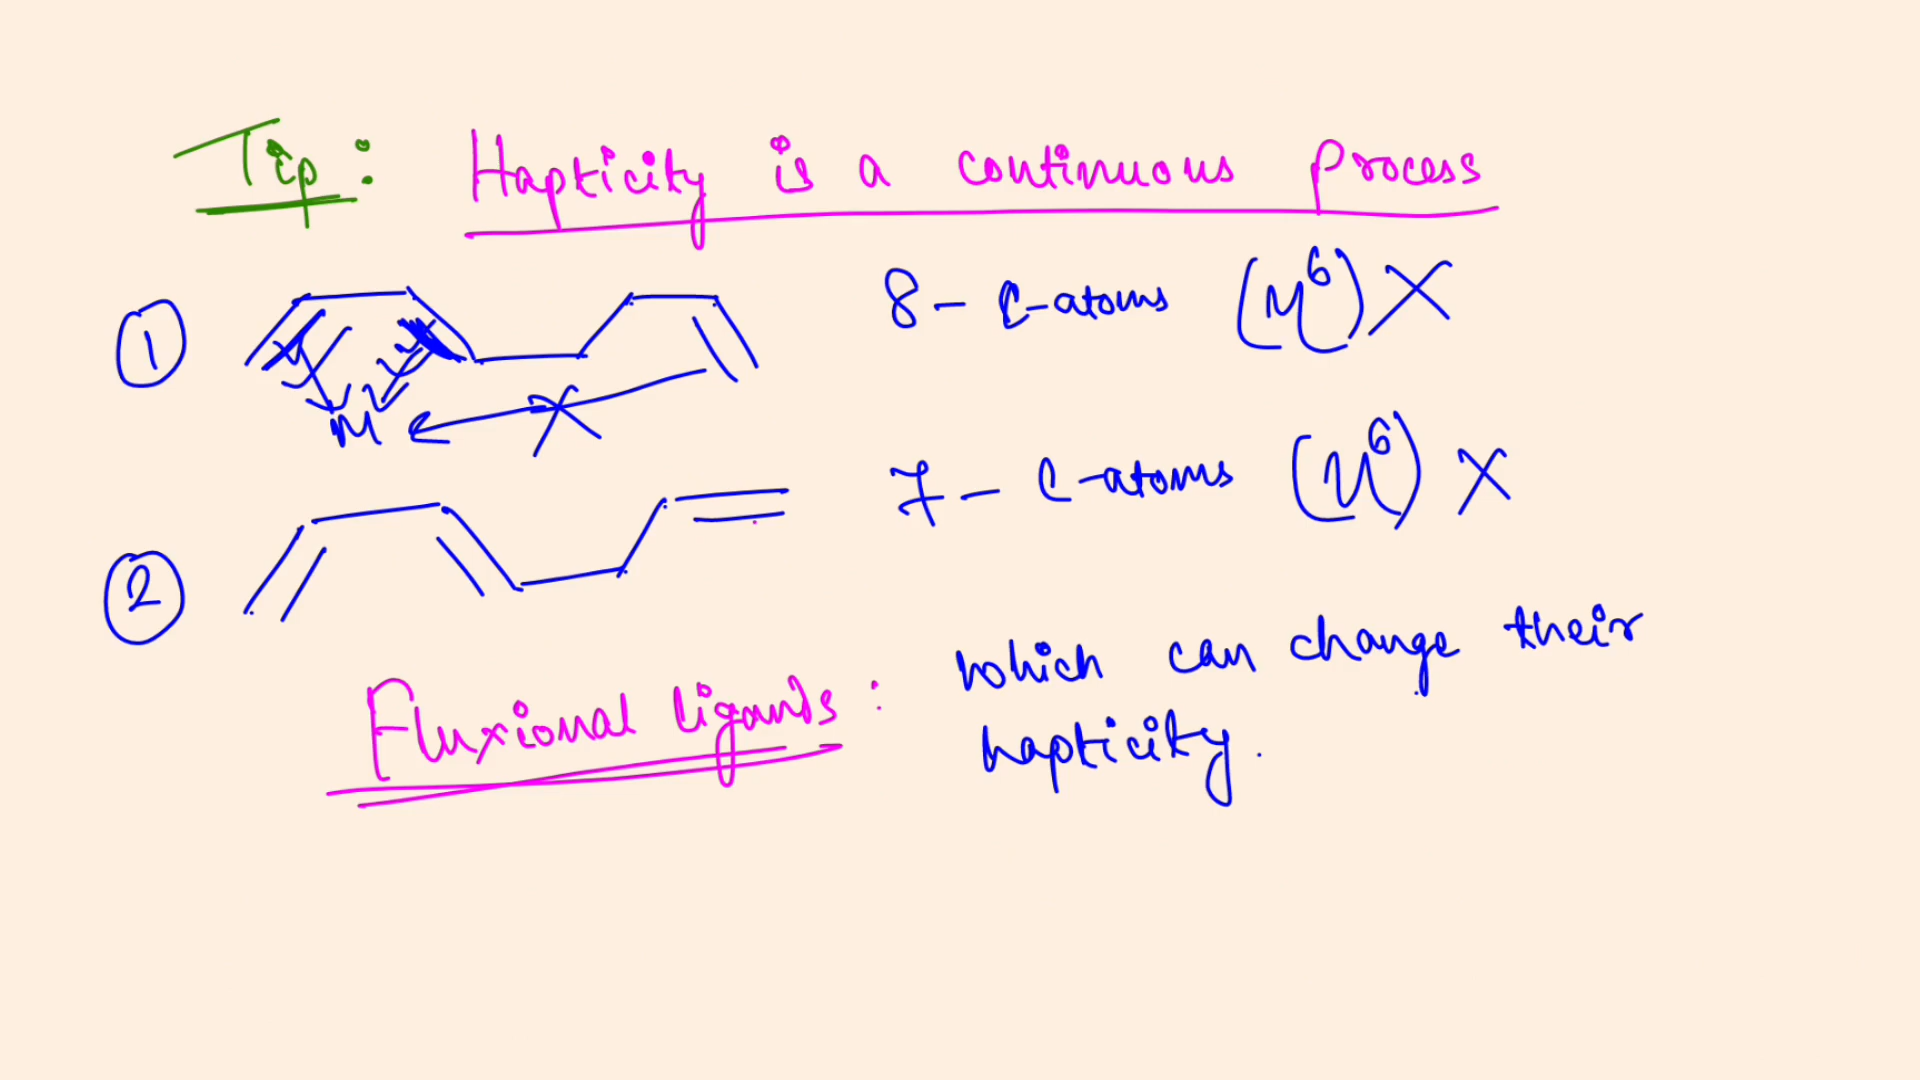 Tip: Hapticity is a continuous process
① 8 - C-atoms (η⁶) X
M
② 7 - C-atoms (η⁶) X
Fluxional ligands: which can change their
hapticity.